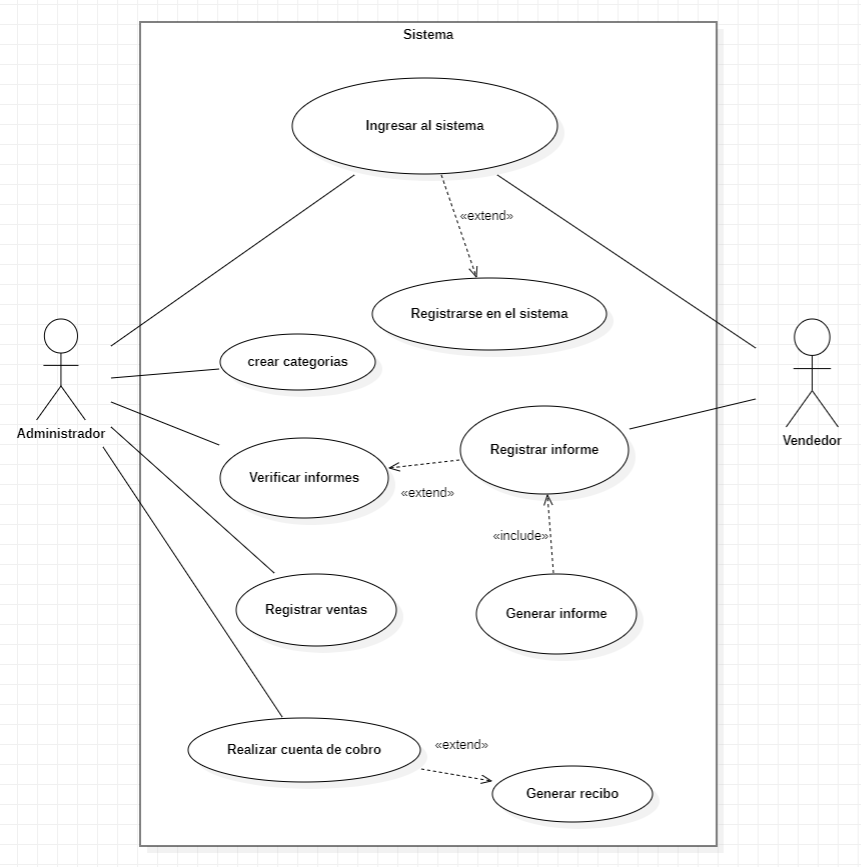 Sistema
Ingresar al sistema
«extend»
Registrarse en el sistema
crear categorias
Administrador
Vendedor
Registrar informe
Verificar informes
«extend»
«include»
Registrar ventas
Generar informe
Realizar cuenta de cobro
«extend»
Generar recibo